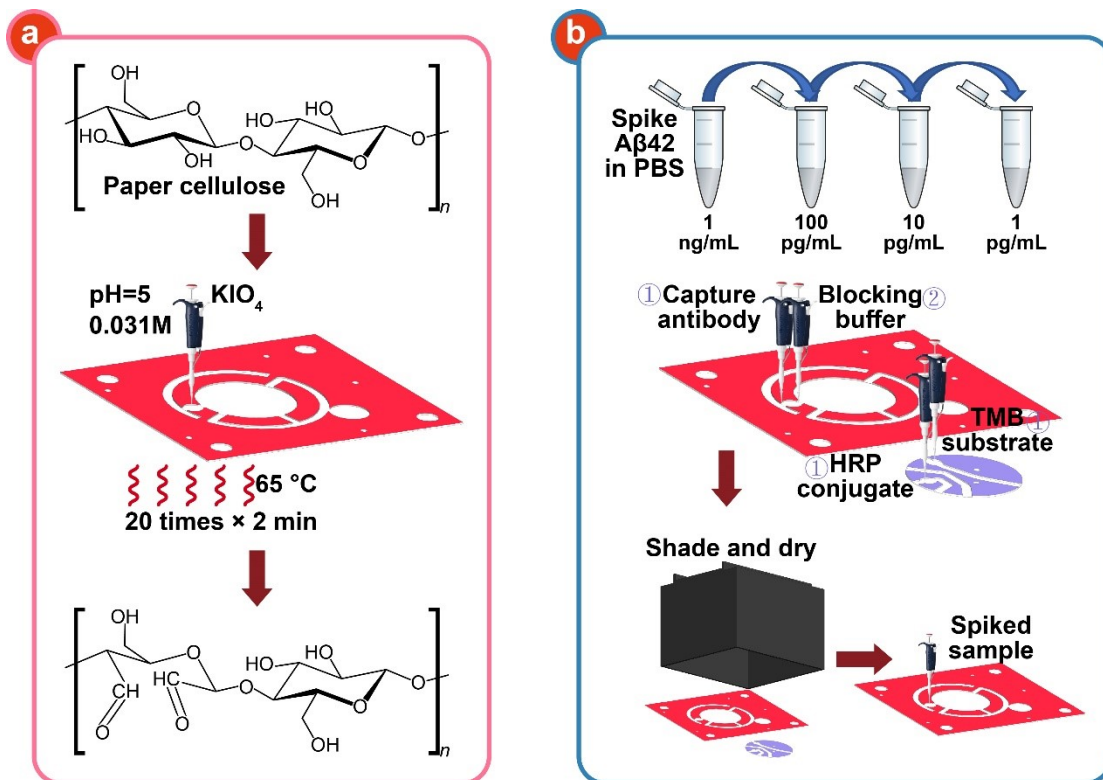 a
OH
O
HO
OH
O
HO
OH
O
O
OH
n
Paper cellulose
pH=5
0.031M
KIO4
65 °C
20 times × 2 min
OH
O
HC
O
O
CH
O
HO
OH
O
O
OH
n
b
Spike
Aβ42
in PBS
1
ng/mL
100
pg/mL
10
pg/mL
1
pg/mL
①Capture
antibody
Blocking②
buffer
TMB①
substrate
①HRP
conjugate
Shade and dry
Spiked
sample